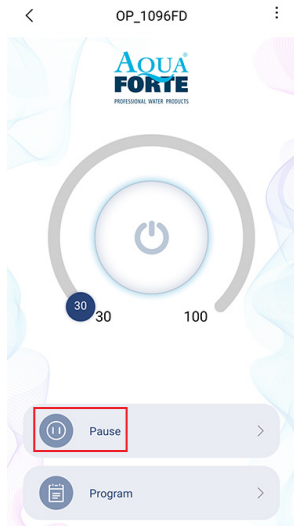 OP_1096FD
AQUA®
FORTE
PROFESSIONAL WATER PRODUCTS
30
30 100
Pause
Program